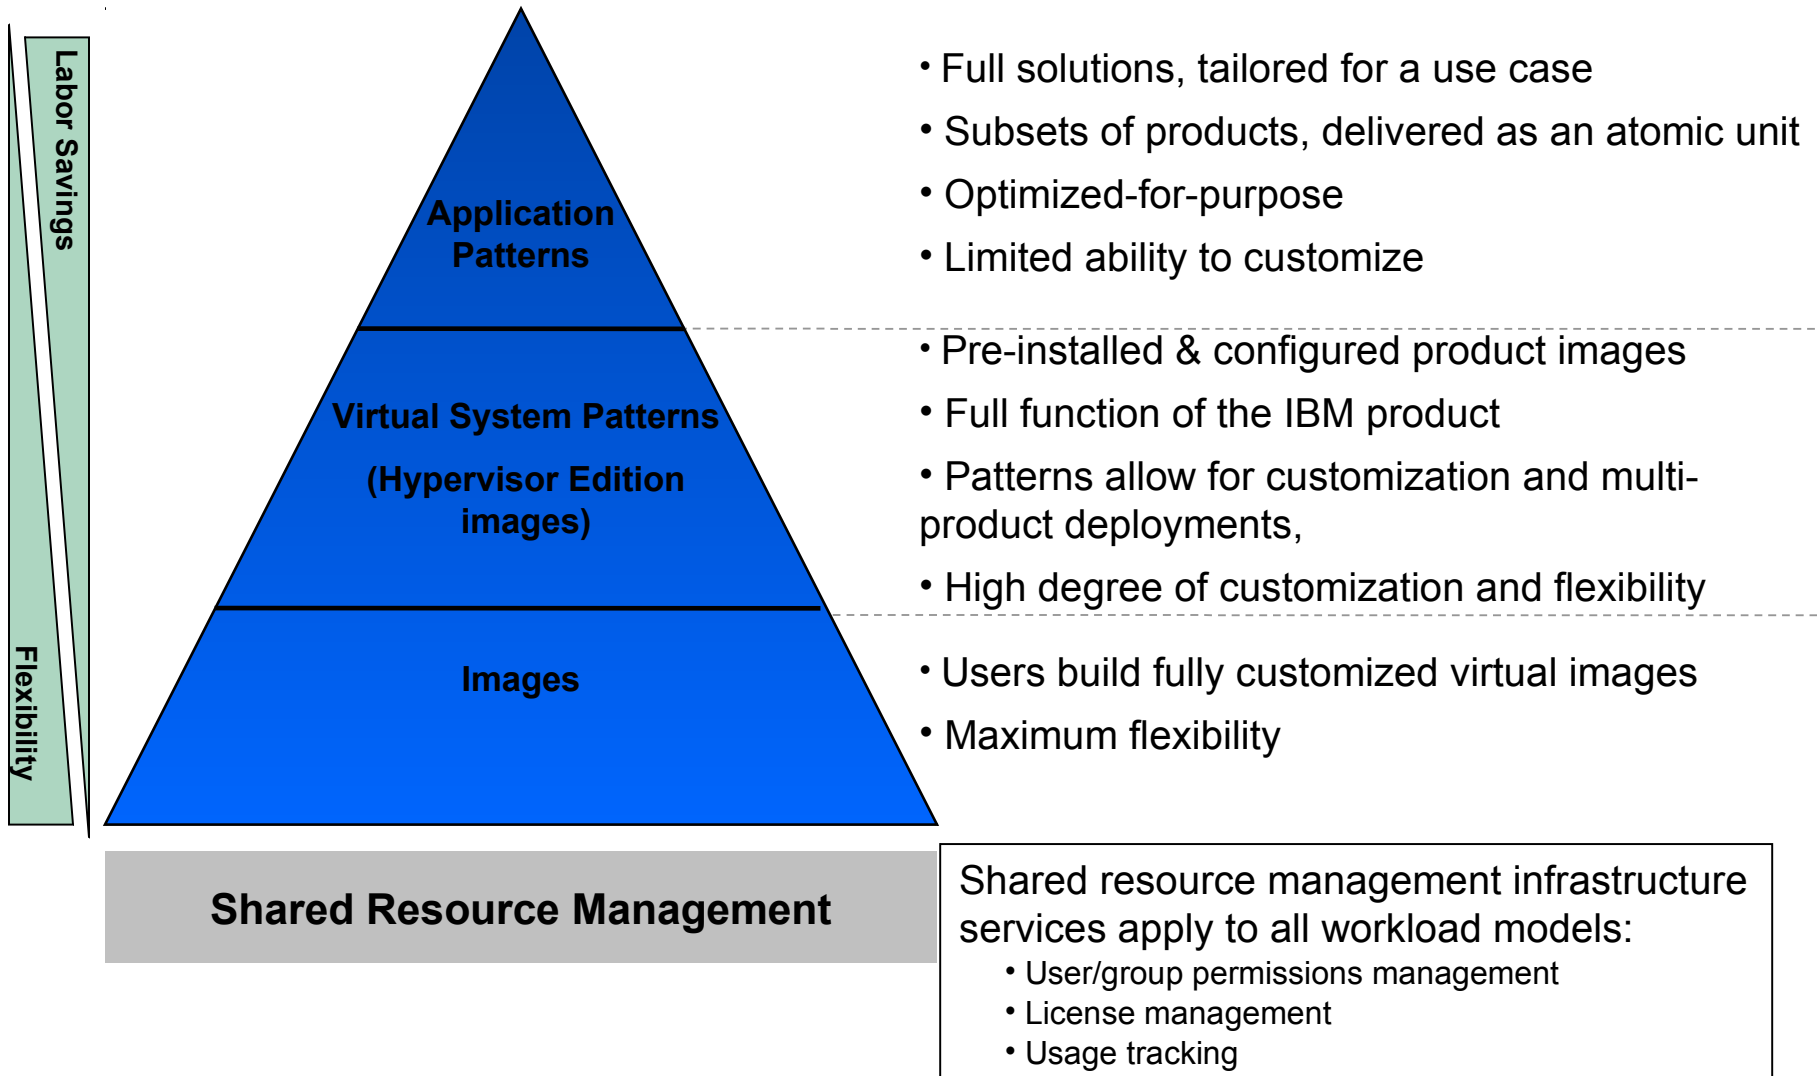 Labor Savings
Flexibility
Application
Patterns
Virtual System Patterns
(Hypervisor Edition
images)
Images
• Full solutions, tailored for a use case
• Subsets of products, delivered as an atomic unit
• Optimized-for-purpose
• Limited ability to customize
• Pre-installed & configured product images
• Full function of the IBM product
• Patterns allow for customization and multi-
product deployments,
• High degree of customization and flexibility
• Users build fully customized virtual images
• Maximum flexibility
Shared Resource Management
Shared resource management infrastructure
services apply to all workload models:
• User/group permissions management
• License management
• Usage tracking